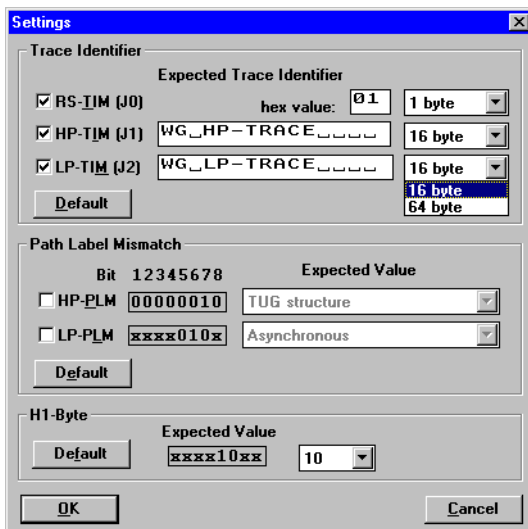 Settings
Trace Identifier
Expected Trace Identifier
RS-TIM (J0) hex value: 01 1 byte
HP-TIM (J1) WG␣HP-TRACE␣␣␣␣ 16 byte
LP-TIM (J2) WG␣LP-TRACE␣␣␣␣ 16 byte
16 byte
Default 64 byte
Path Label Mismatch
Bit 12345678 Expected Value
HP-PLM 00000010 TUG structure
LP-PLM xxxx010x Asynchronous
Default
H1-Byte
Expected Value
Default xxxx10xx 10
OK Cancel